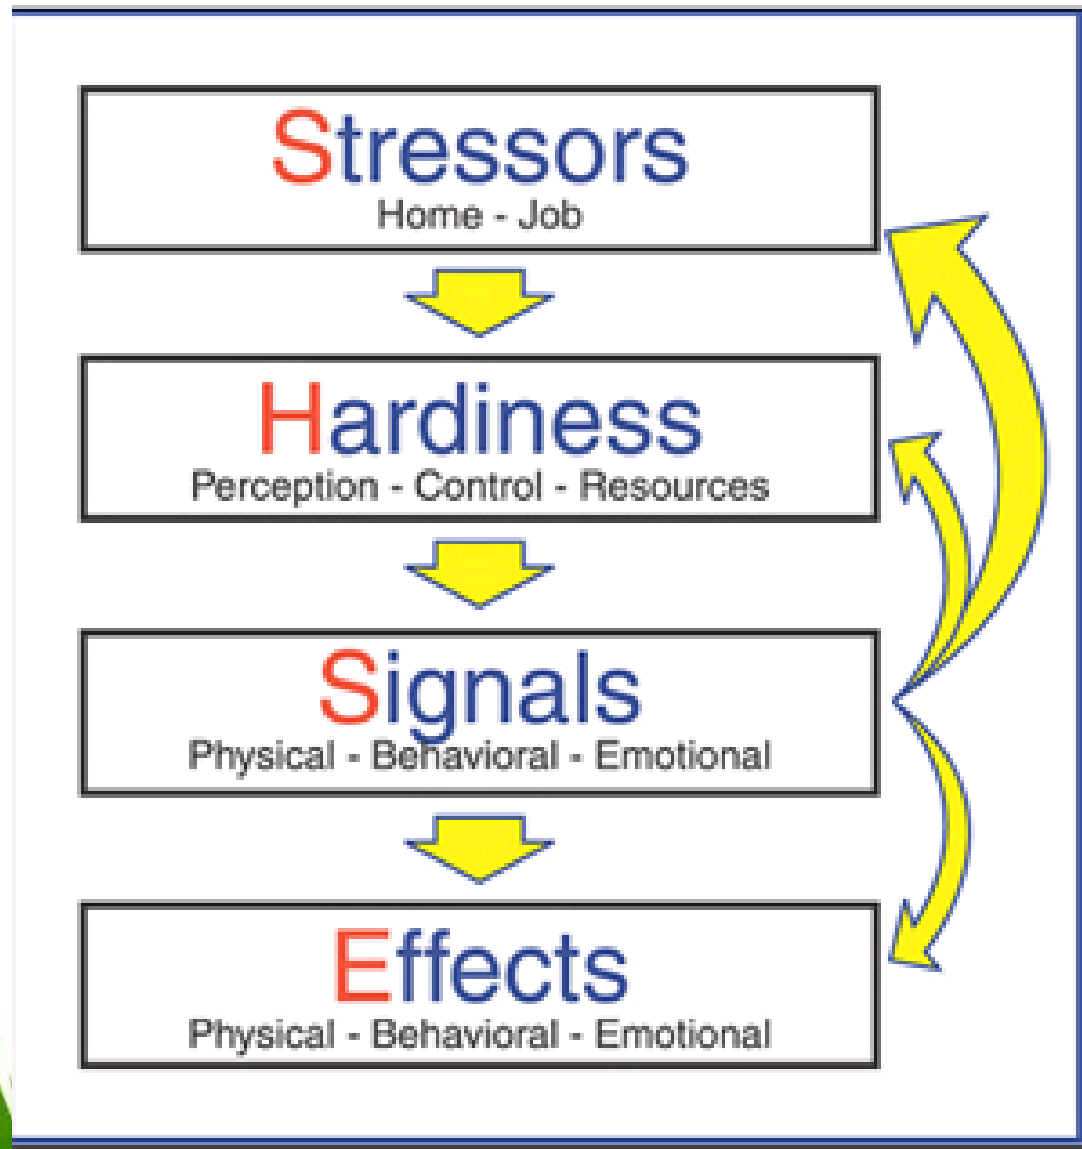 Stressors
Home - Job
Hardiness
Perception - Control - Resources
Signals
Physical - Behavioral - Emotional
Effects
Physical - Behavioral - Emotional